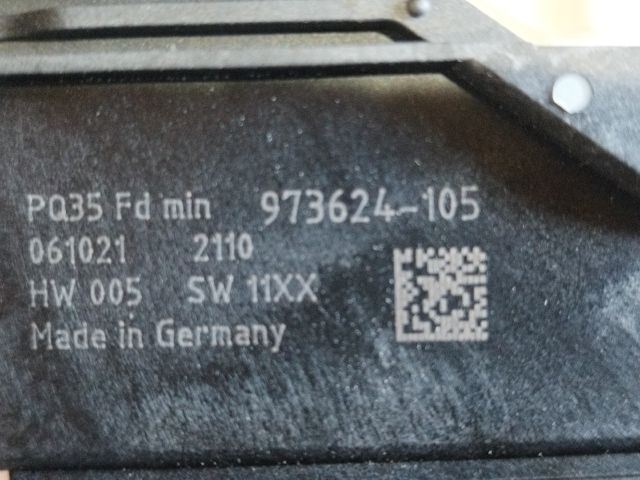 PQ35 Fd min 973624-105
061021 2110
HW 005 SW 11XX
Made in Germany